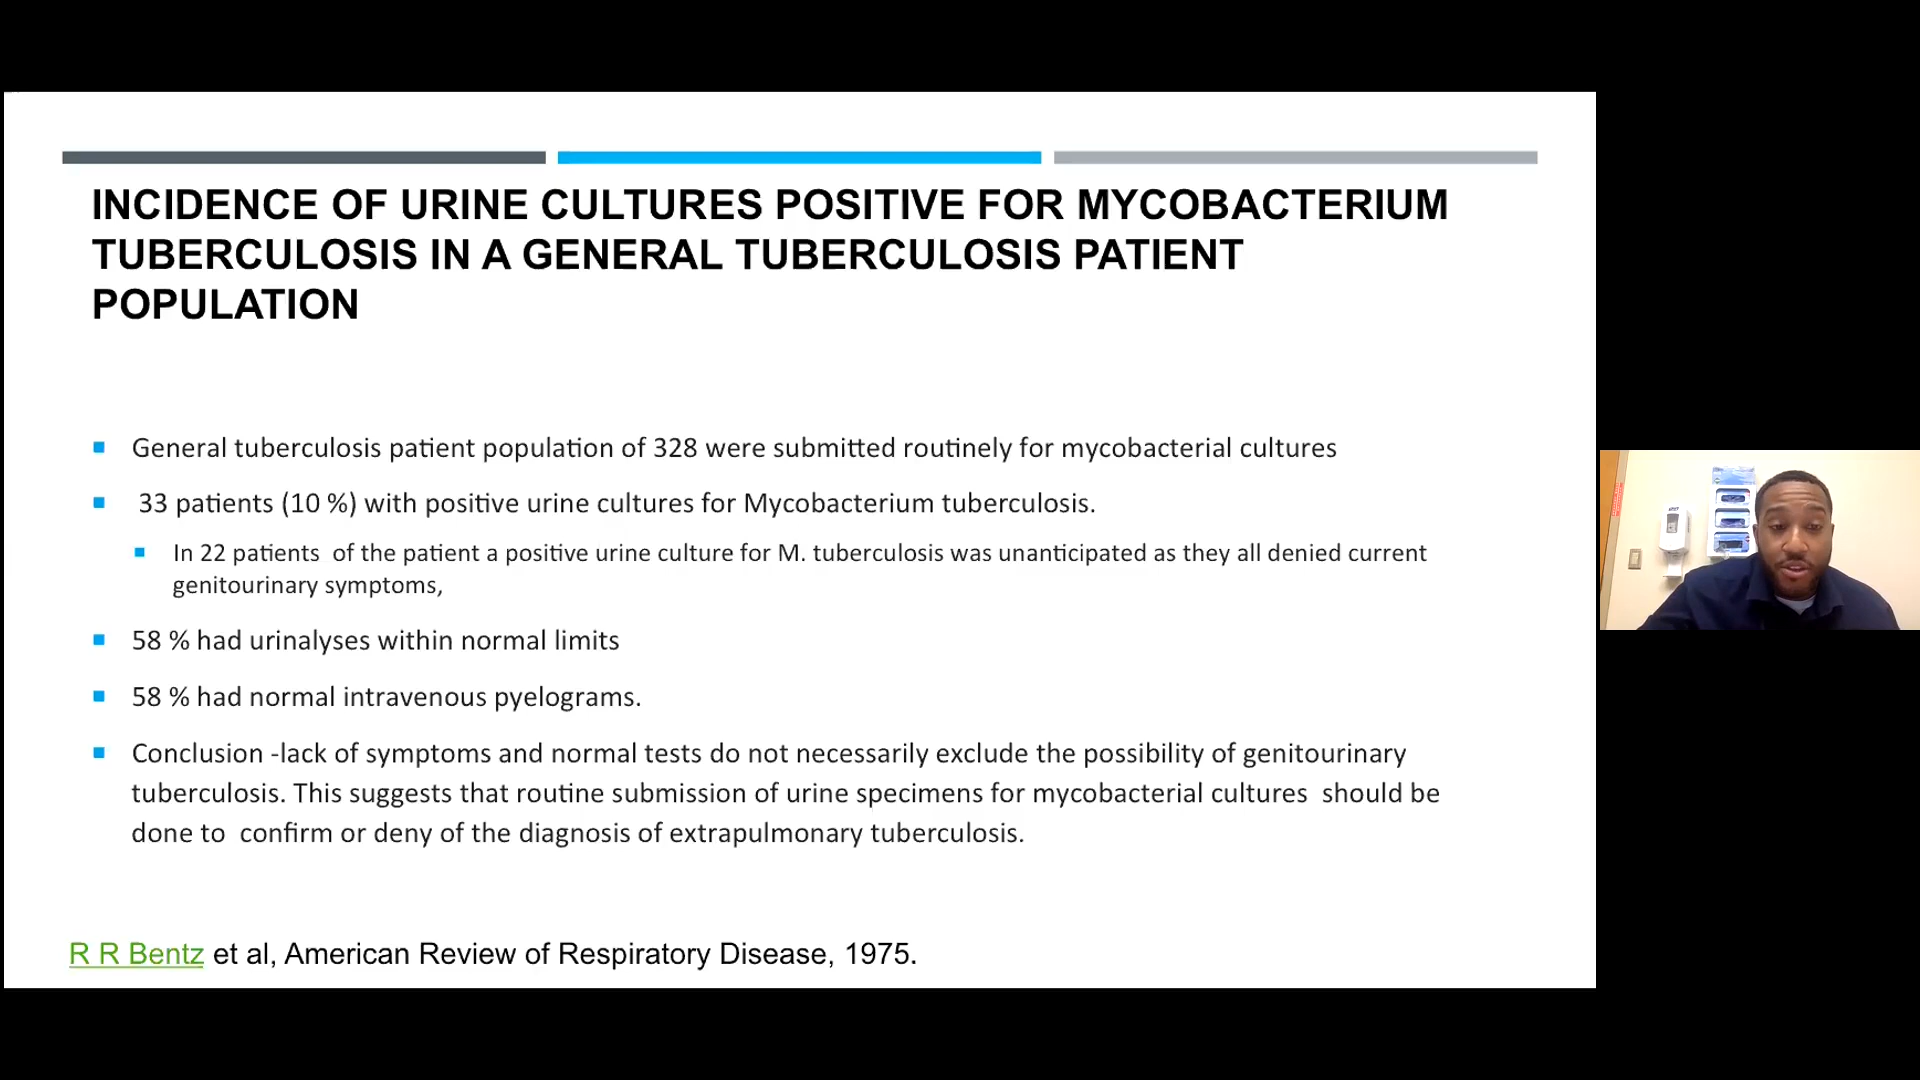 INCIDENCE OF URINE CULTURES POSITIVE FOR MYCOBACTERIUM
TUBERCULOSIS IN A GENERAL TUBERCULOSIS PATIENT
POPULATION
General tuberculosis patient population of 328 were submitted routinely for mycobacterial cultures
33 patients (10 %) with positive urine cultures for Mycobacterium tuberculosis.
In 22 patients of the patient a positive urine culture for M. tuberculosis was unanticipated as they all denied current
genitourinary symptoms,
58 % had urinalyses within normal limits
58 % had normal intravenous pyelograms.
Conclusion -lack of symptoms and normal tests do not necessarily exclude the possibility of genitourinary
tuberculosis. This suggests that routine submission of urine specimens for mycobacterial cultures should be
done to confirm or deny of the diagnosis of extrapulmonary tuberculosis.
R R Bentz et al, American Review of Respiratory Disease, 1975.